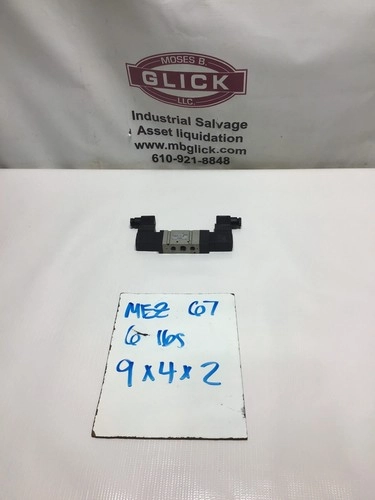 MOSES B.
GLICK
LLC
Industrial Salvage
Asset liquidation
www.mbglick.com
610-921-8848
MEZ 67
6 lbs
9x4x2